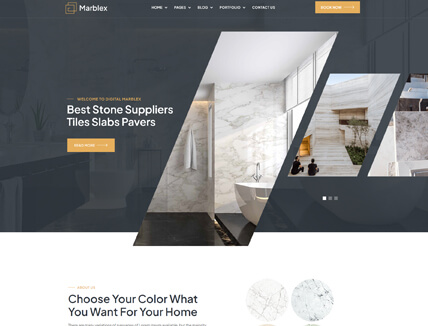 Marblex
HOME PAGES BLOG PORTFOLIO CONTACT US
BOOK NOW
WELCOME TO DIGITAL MARBLEX
Best Stone Suppliers
Tiles Slabs Pavers
READ MORE
ABOUT US
Choose Your Color What
You Want For Your Home